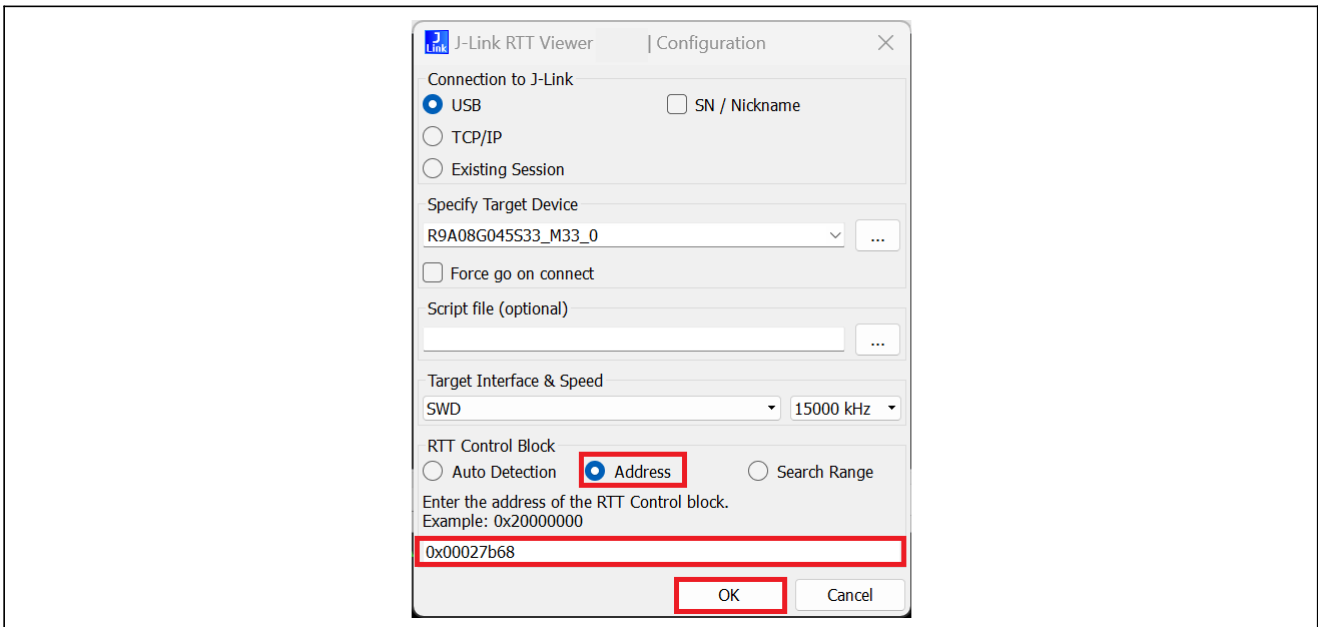 J-Link RTT Viewer | Configuration
Connection to J-Link
USB SN / Nickname
TCP/IP
Existing Session
Specify Target Device
R9A08G045S33_M33_0
...
Force go on connect
Script file (optional)
...
Target Interface & Speed
SWD 15000 kHz
RTT Control Block
Auto Detection Address Search Range
Enter the address of the RTT Control block.
Example: 0x20000000
0x00027b68
OK Cancel